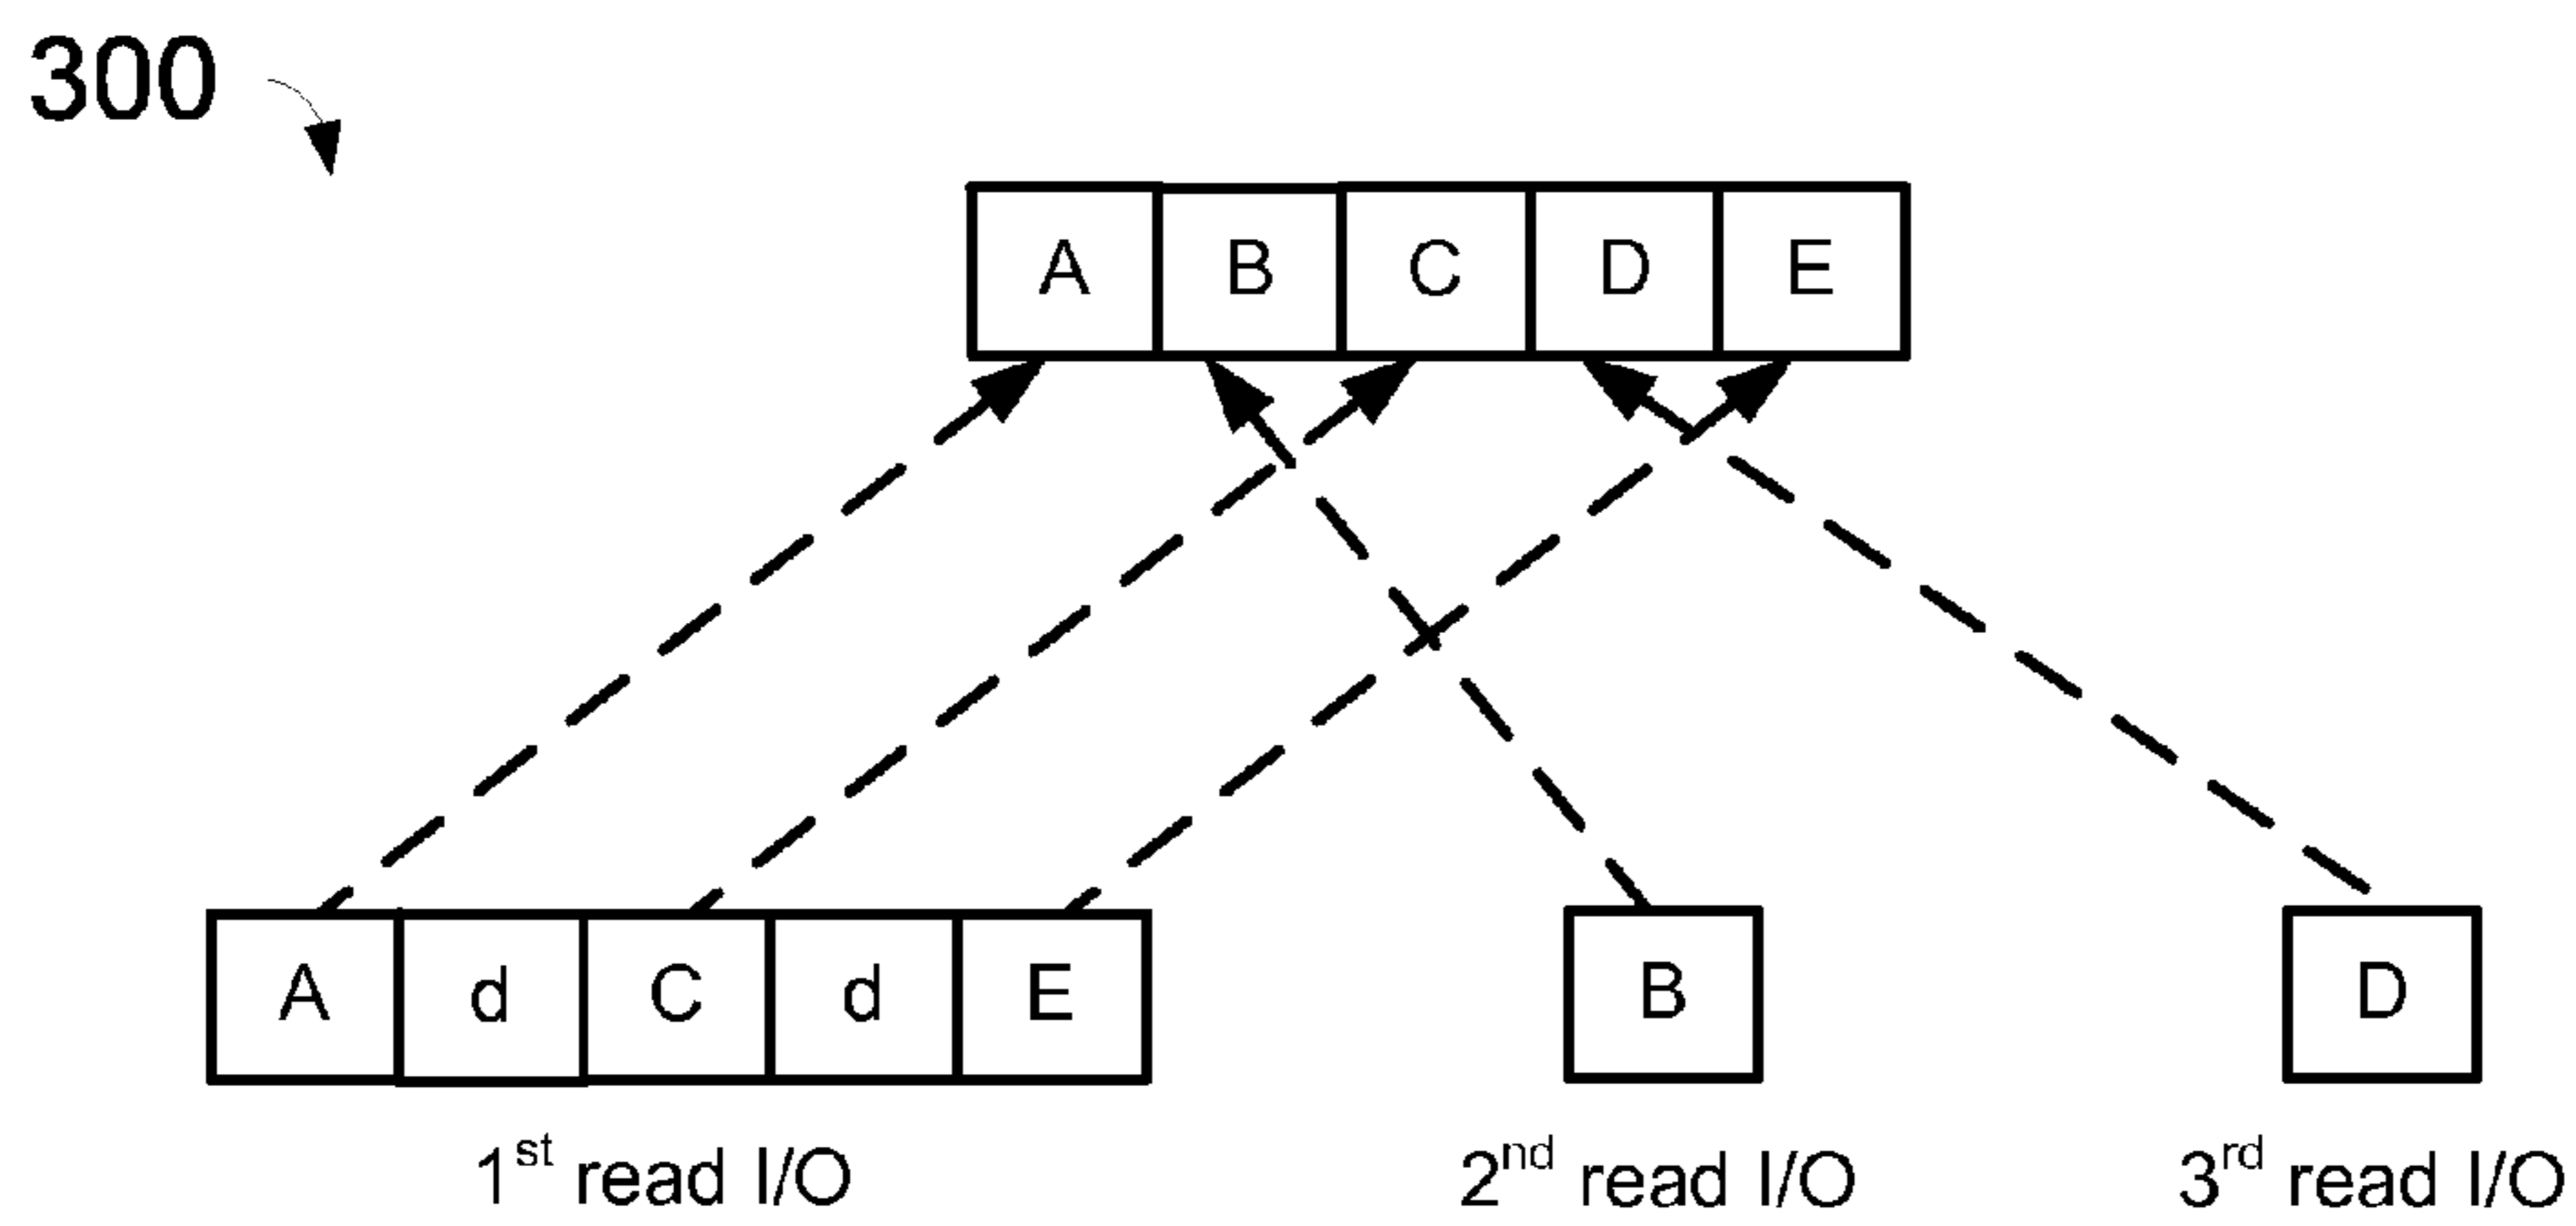 300
A B C D E
A d C d E B D
1st read I/O 2nd read I/O 3rd read I/O